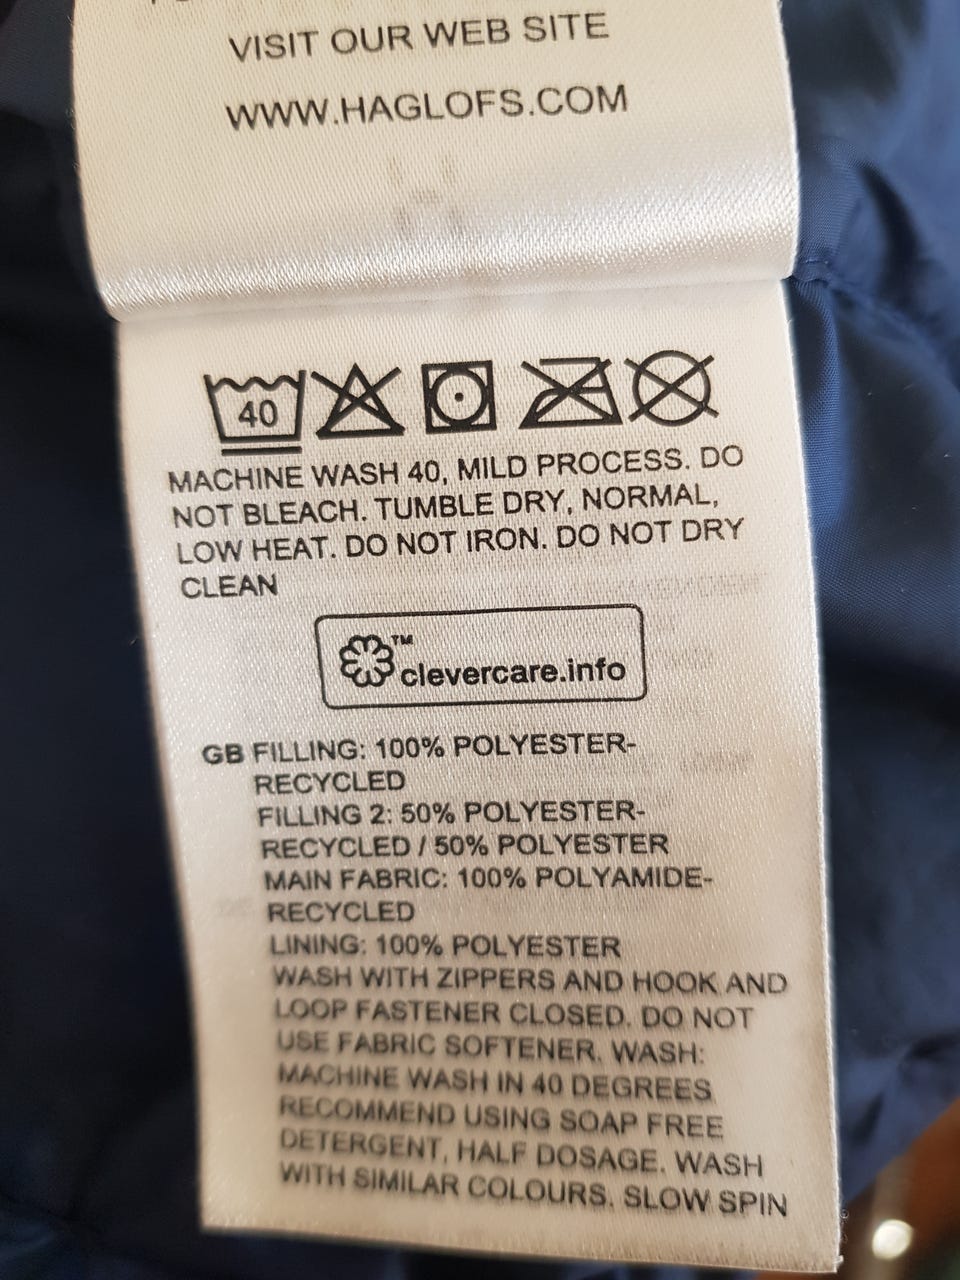 VISIT OUR WEB SITE
WWW.HAGLOFS.COM
40
MACHINE WASH 40, MILD PROCESS. DO
NOT BLEACH. TUMBLE DRY, NORMAL,
LOW HEAT. DO NOT IRON. DO NOT DRY
CLEAN
TM
clevercare.info
GB FILLING: 100% POLYESTER-
RECYCLED
FILLING 2: 50% POLYESTER-
RECYCLED / 50% POLYESTER
MAIN FABRIC: 100% POLYAMIDE-
RECYCLED
LINING: 100% POLYESTER
WASH WITH ZIPPERS AND HOOK AND
LOOP FASTENER CLOSED. DO NOT
USE FABRIC SOFTENER. WASH:
MACHINE WASH IN 40 DEGREES
RECOMMEND USING SOAP FREE
DETERGENT, HALF DOSAGE. WASH
WITH SIMILAR COLOURS. SLOW SPIN